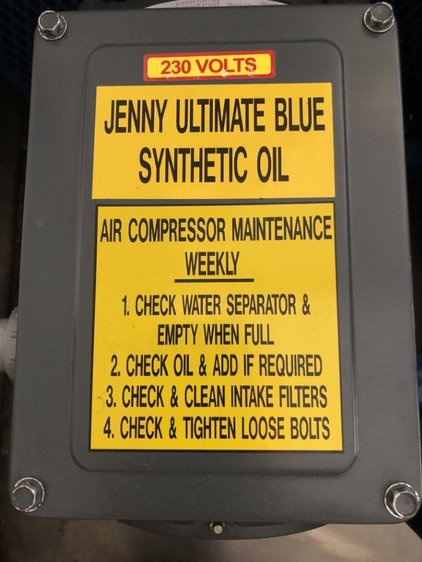 230 VOLTS
JENNY ULTIMATE BLUE
SYNTHETIC OIL
AIR COMPRESSOR MAINTENANCE
WEEKLY
1. CHECK WATER SEPARATOR &
EMPTY WHEN FULL
2. CHECK OIL & ADD IF REQUIRED
3. CHECK & CLEAN INTAKE FILTERS
4. CHECK & TIGHTEN LOOSE BOLTS